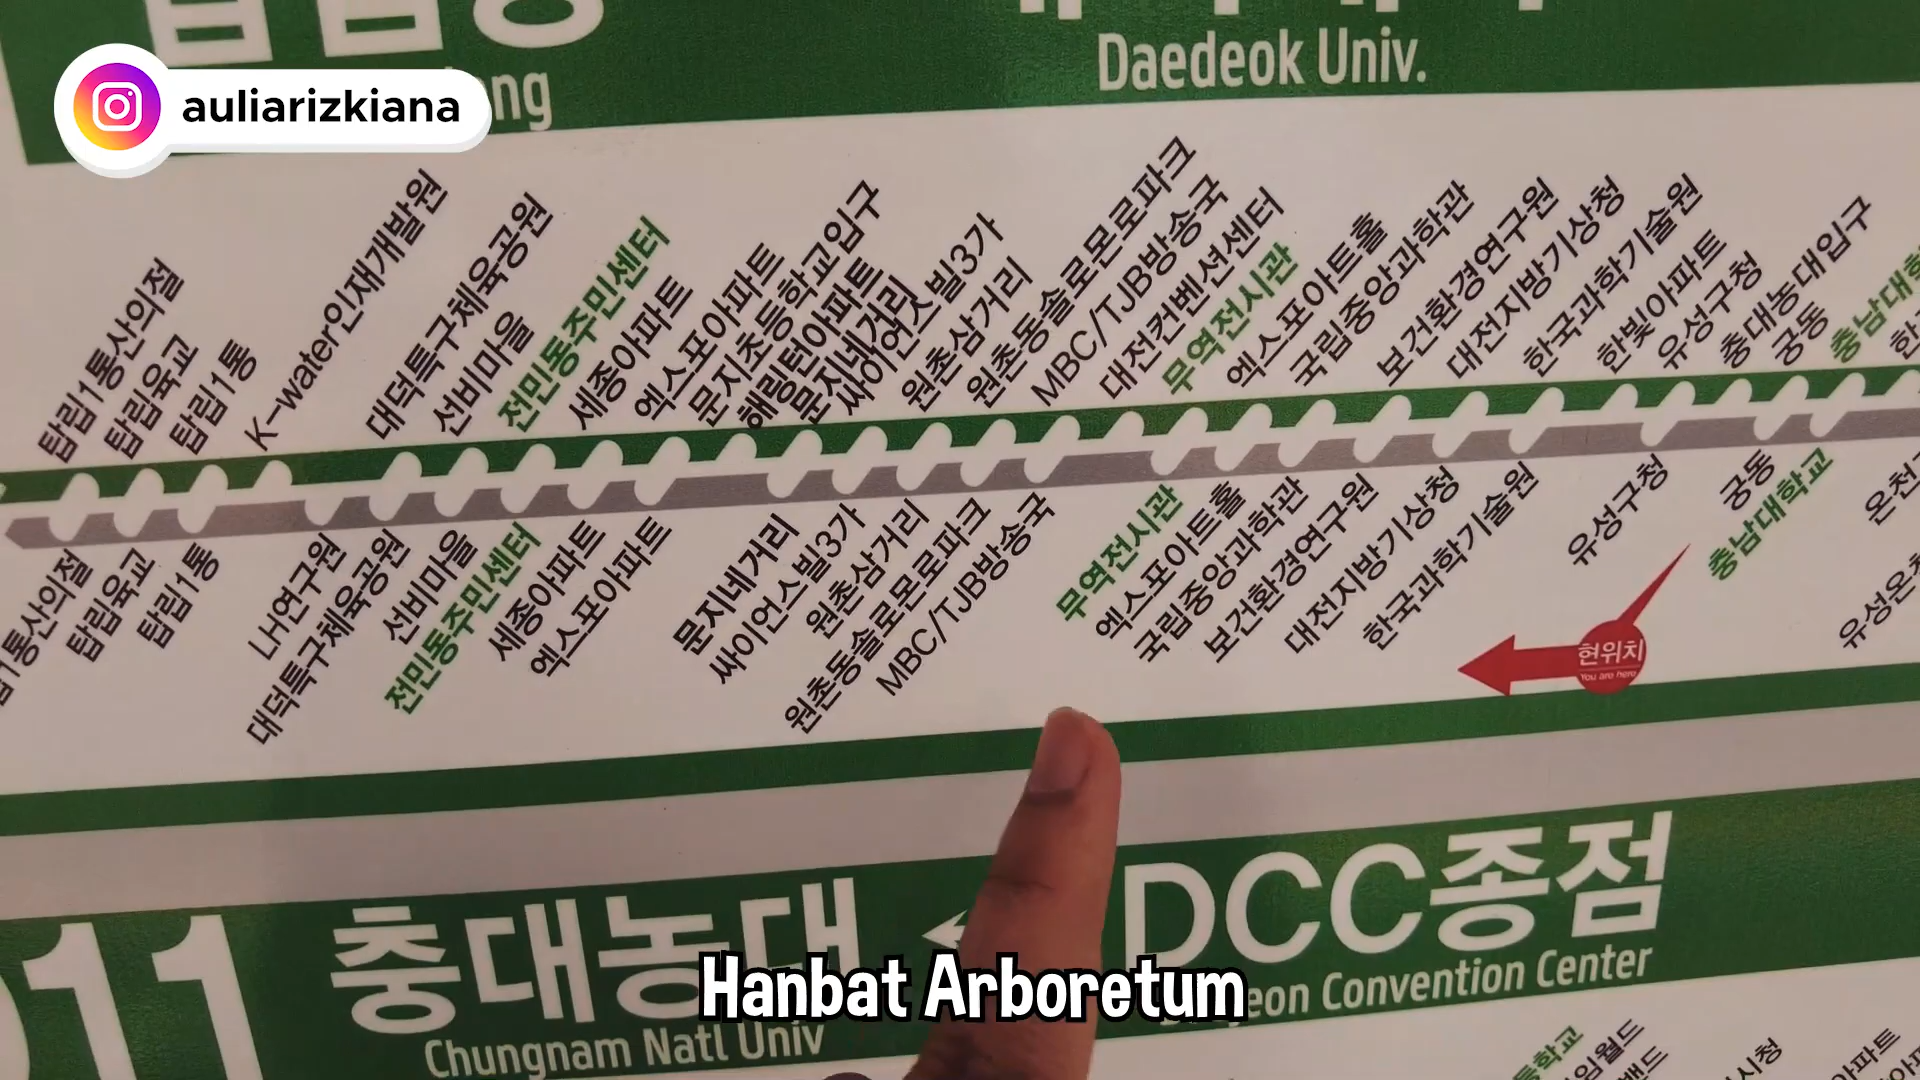 Daedeok Univ.
auliarizkiana
탑립1통산의절
탑립육교
탑립1통
K-water인재개발원
대덕특구체육공원
선비마을
전민동주민센터
세종아파트
엑스포아파트
문지초등학교입구
해링턴아파트
문지네거리
싸이언스빌3가
원촌삼거리
원촌동솔로몬로파크
MBC/TJB방송국
대전컨벤션센터
무역전시관
엑스포아트홀
국립중앙과학관
보건환경연구원
대전지방기상청
한국과학기술원
한빛아파트
유성구청
충대농대입구
궁동
탑립육교
탑립1통
LH연구원
대덕특구체육공원
선비마을
전민동주민센터
세종아파트
엑스포아파트
문지네거리
싸이언스빌3가
원촌삼거리
원촌동솔로몬로파크
MBC/TJB방송국
무역전시관
엑스포아트홀
국립중앙과학관
보건환경연구원
대전지방기상청
한국과학기술원
유성구청
궁동
충남대학교
현위치
You are here
11 충대농대
DCC종점
Chungnam Natl Univ
Convention Center
Hanbat Arboretum